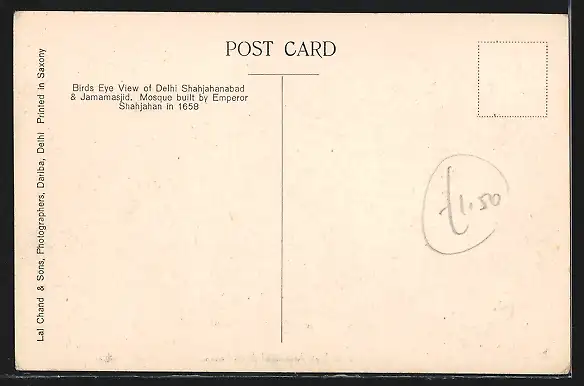 POST CARD
Birds Eye View of Delhi Shahjahanabad
& Jamamasjid. Mosque built by Emperor
Shahjahan in 1658
Lal Chand & Sons, Photographers, Dariba, Delhi Printed in Saxony
£1.50